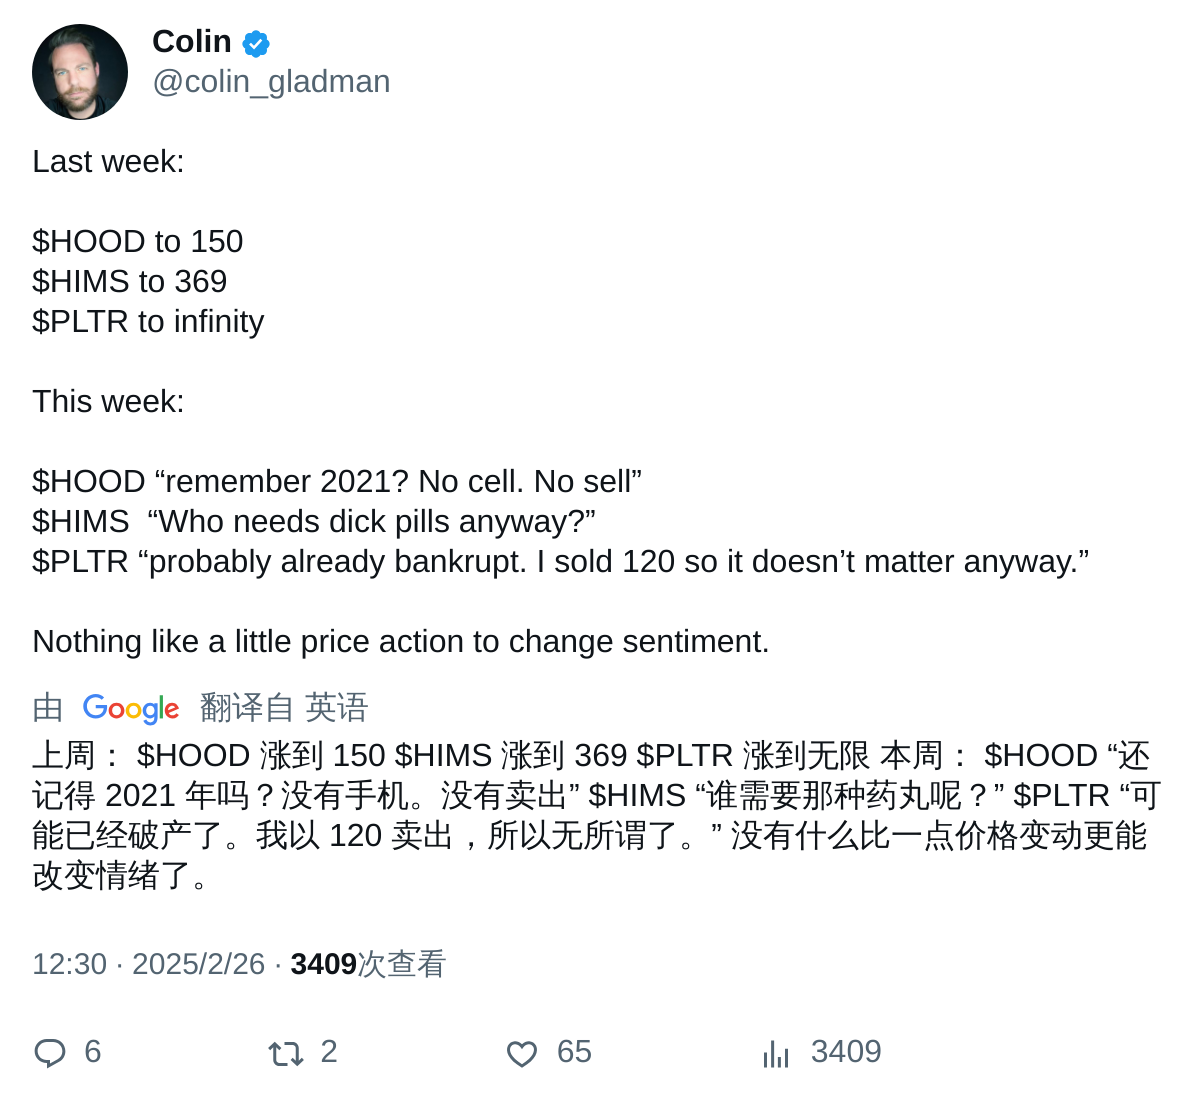 Colin
@colin_gladman
Last week:
$HOOD to 150
$HIMS to 369
$PLTR to infinity
This week:
$HOOD “remember 2021? No cell. No sell”
$HIMS  “Who needs dick pills anyway?”
$PLTR “probably already bankrupt. I sold 120 so it doesn’t matter anyway.”
Nothing like a little price action to change sentiment.
由 Google 翻译自 英语
上周： $HOOD 涨到 150 $HIMS 涨到 369 $PLTR 涨到无限 本周： $HOOD “还
记得 2021 年吗？没有手机。没有卖出” $HIMS “谁需要那种药丸呢？” $PLTR “可
能已经破产了。我以 120 卖出，所以无所谓了。” 没有什么比一点价格变动更能
改变情绪了。
12:30 · 2025/2/26 · 3409次查看
6 2 65 3409